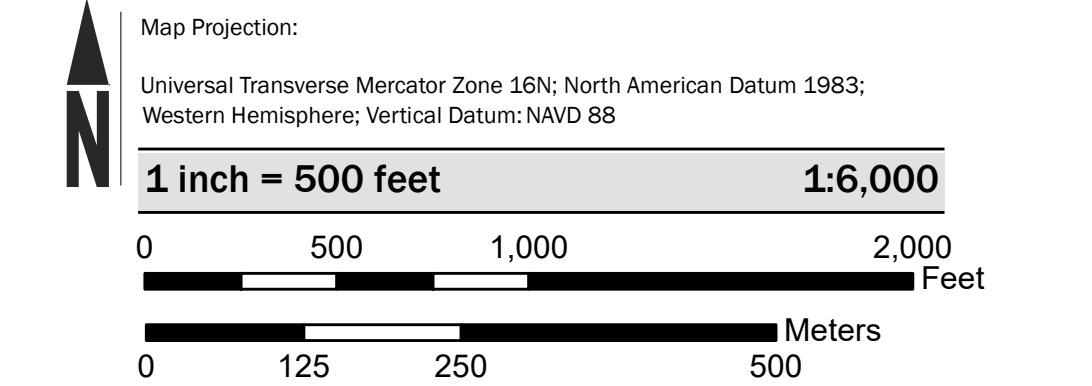 N
Map Projection:
Universal Transverse Mercator Zone 16N; North American Datum 1983;
Western Hemisphere; Vertical Datum: NAVD 88
1 inch = 500 feet 1:6,000
0 500 1,000 2,000
Feet
Meters
0 125 250 500